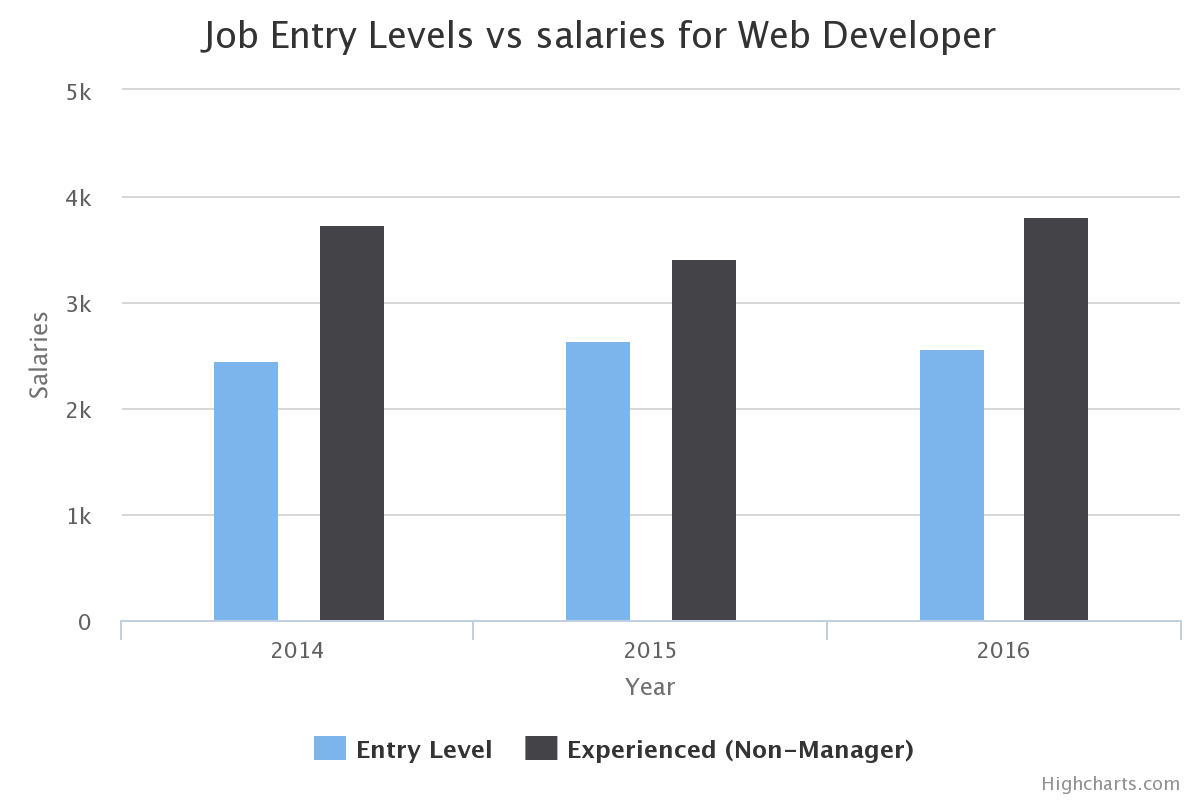 Job Entry Levels vs salaries for Web Developer
5k
4k
3k
2k
1k
0
Salaries
2014 2015 2016
Year
Entry Level Experienced (Non-Manager)
Highcharts.com